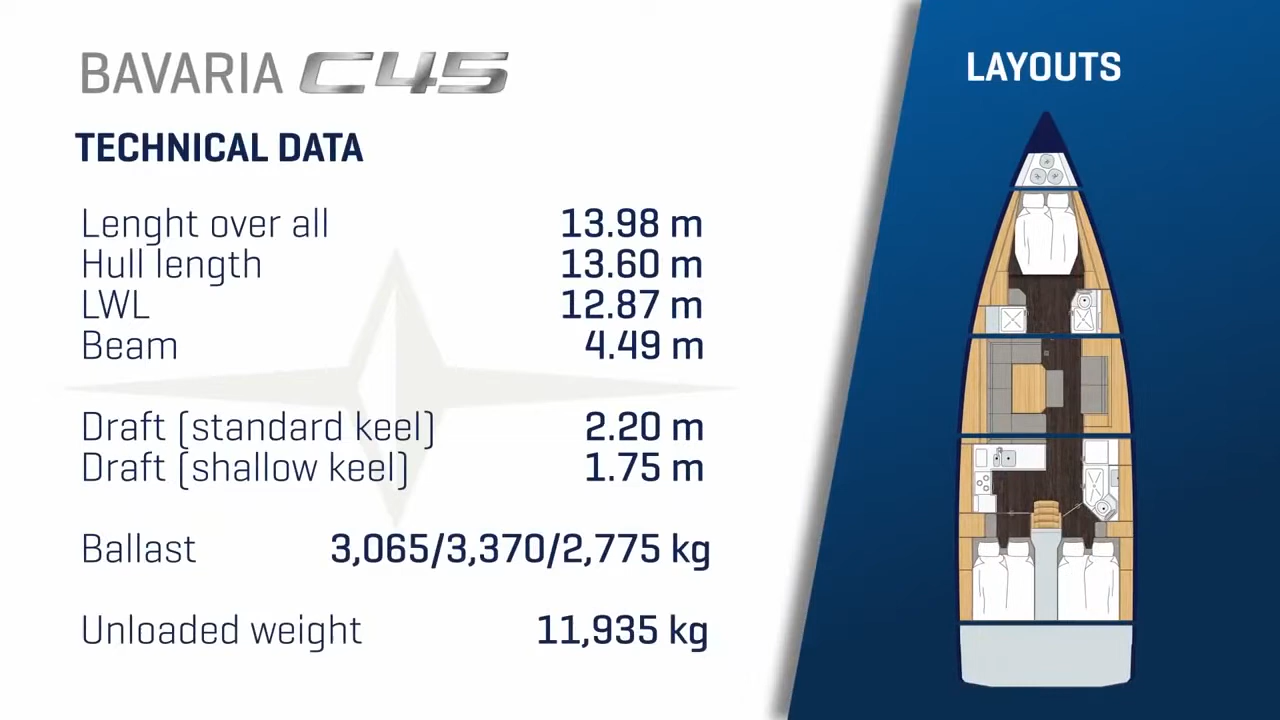 BAVARIA C45
TECHNICAL DATA
Lenght over all 13.98 m
Hull length 13.60 m
LWL 12.87 m
Beam 4.49 m
Draft (standard keel) 2.20 m
Draft (shallow keel) 1.75 m
Ballast 3,065/3,370/2,775 kg
Unloaded weight 11,935 kg
LAYOUTS